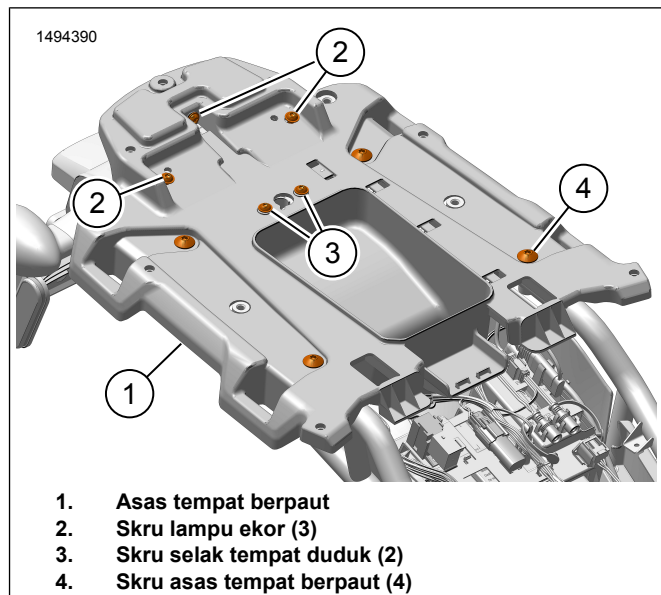 1494390
2
2
4
3
1
1. Asas tempat berpaut
2. Skru lampu ekor (3)
3. Skru selak tempat duduk (2)
4. Skru asas tempat berpaut (4)